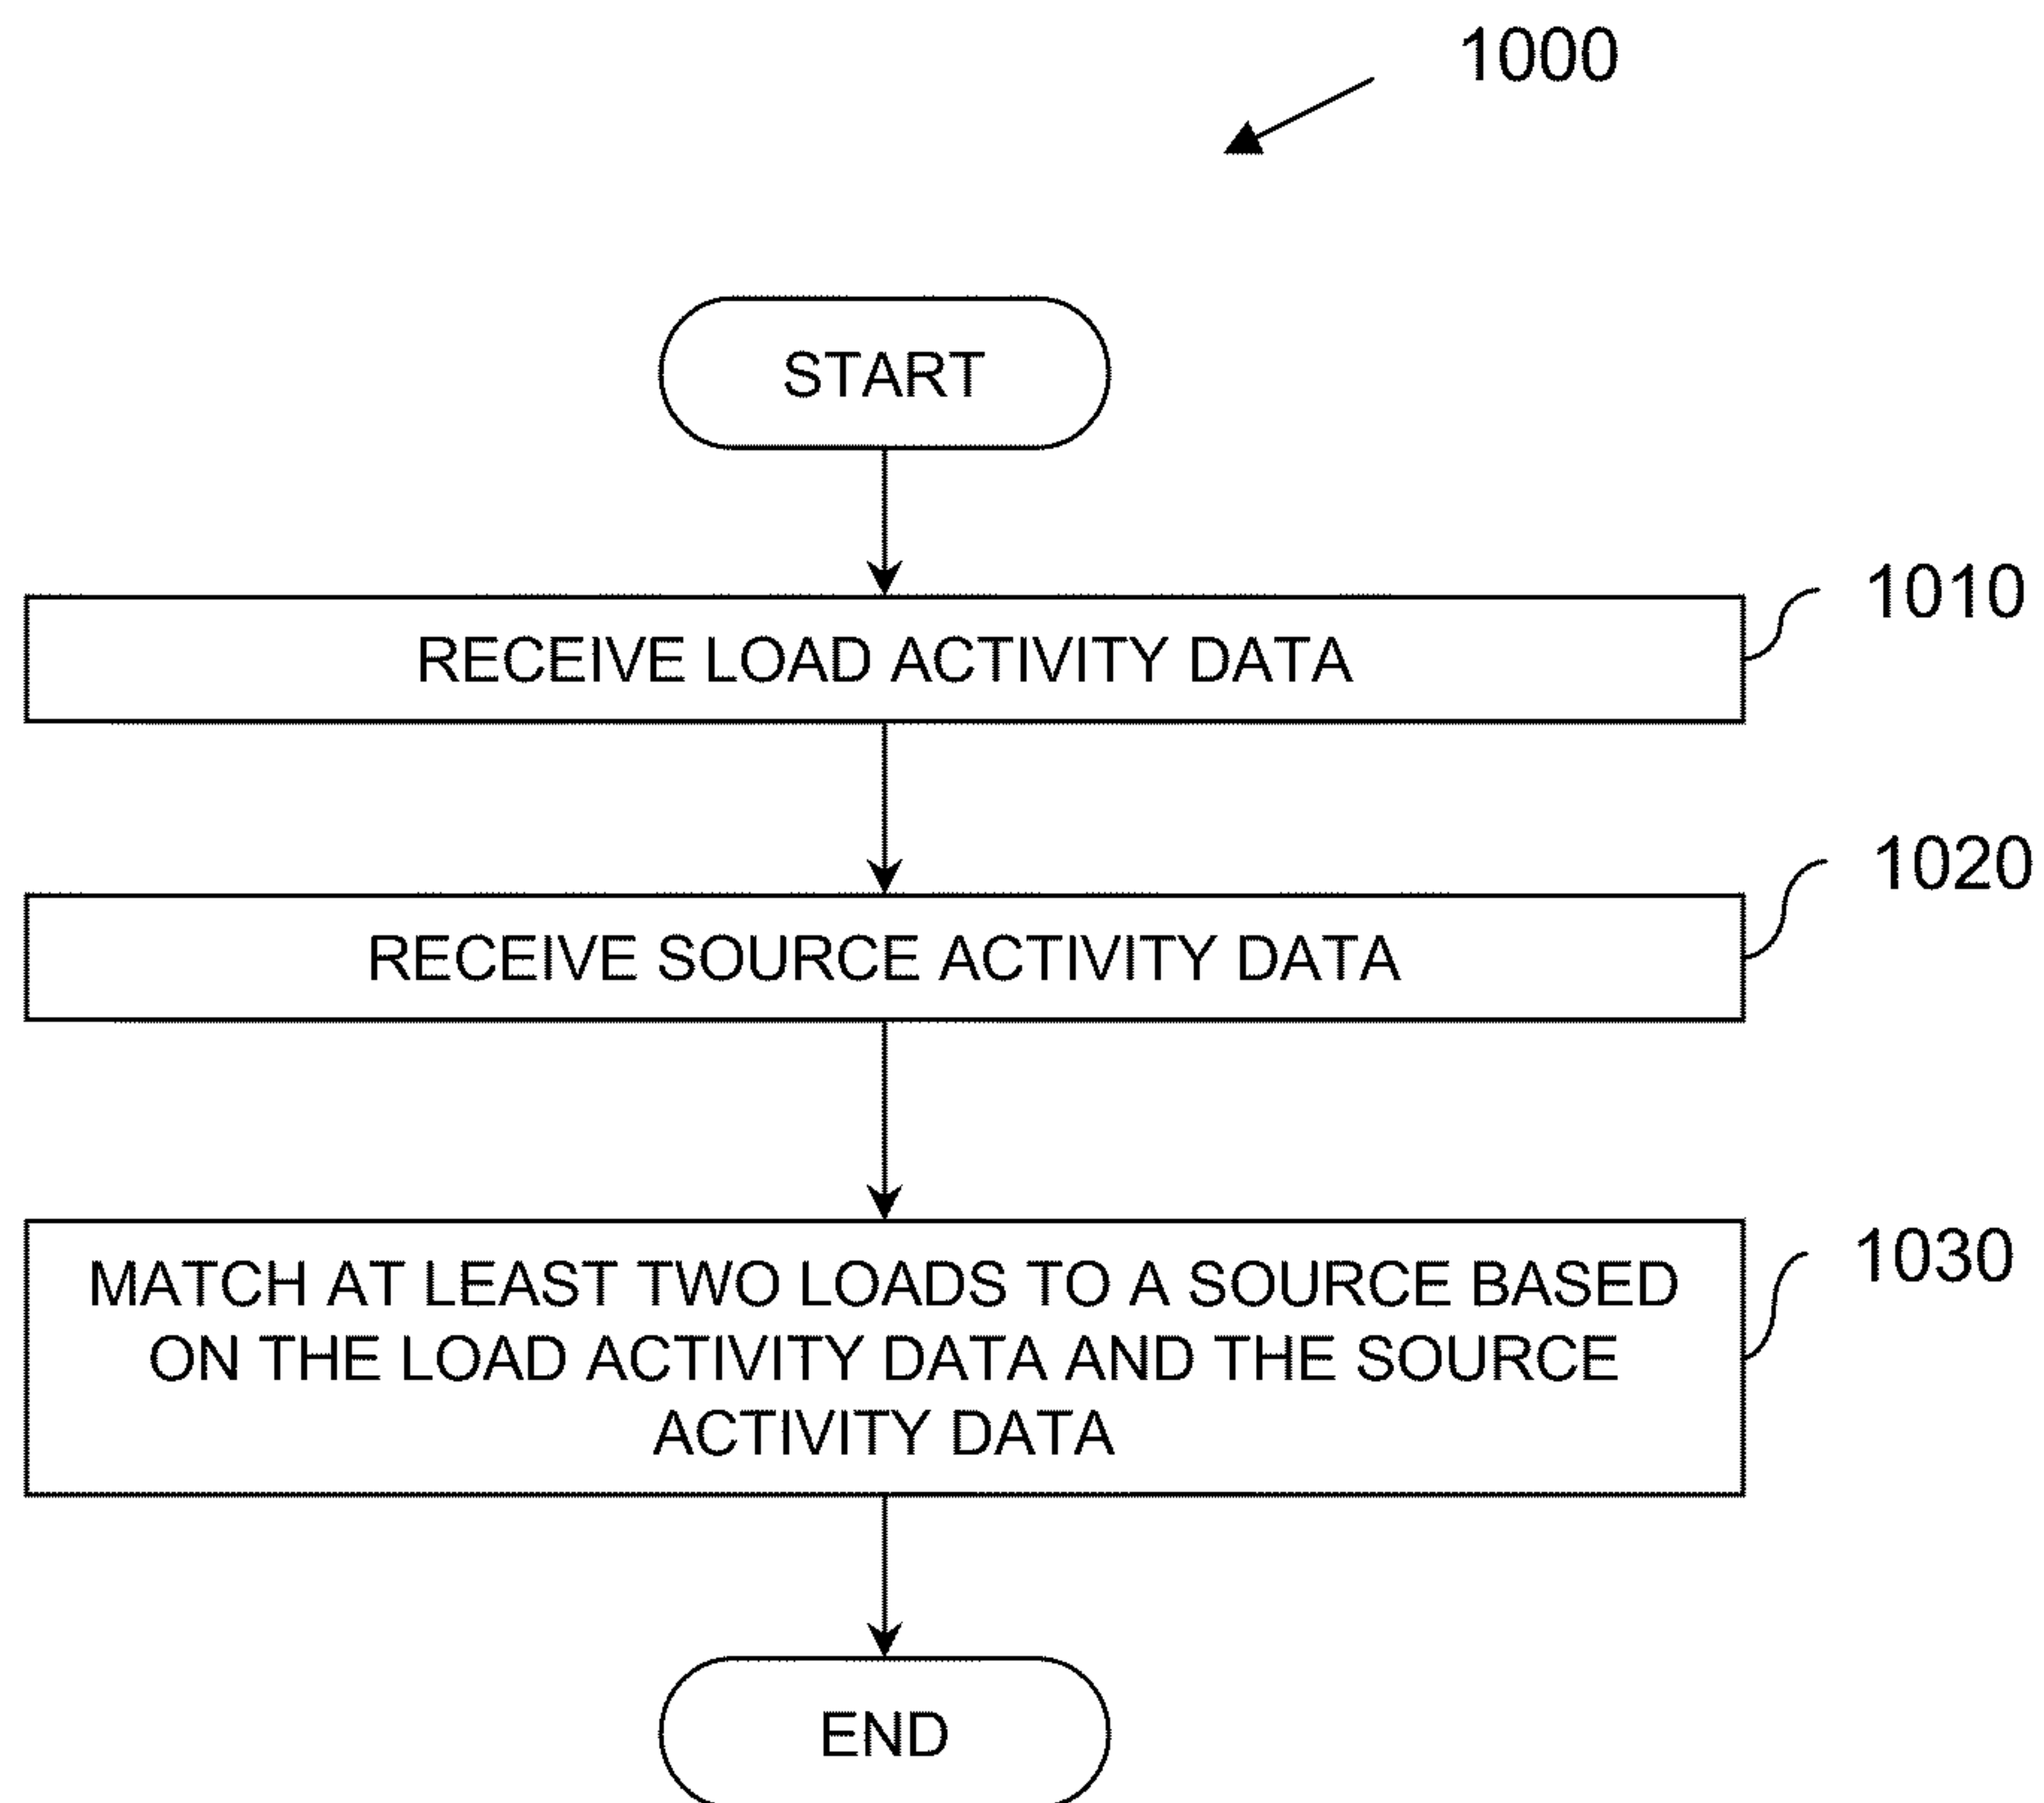 1000
START
RECEIVE LOAD ACTIVITY DATA
1010
RECEIVE SOURCE ACTIVITY DATA
1020
MATCH AT LEAST TWO LOADS TO A SOURCE BASED
ON THE LOAD ACTIVITY DATA AND THE SOURCE
ACTIVITY DATA
1030
END